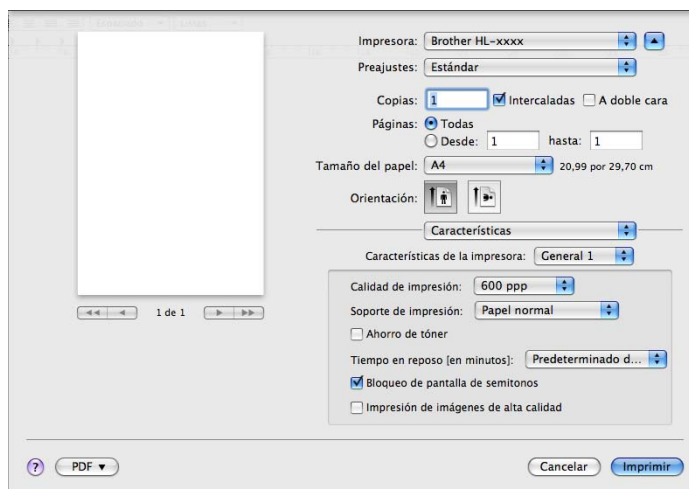 Impresora: Brother HL-xxxx
Preajustes: Estándar
Copias: 1 Intercaladas A doble cara
Páginas: Todas
Desde: 1 hasta: 1
Tamaño del papel: A4 20,99 por 29,70 cm
Orientación:
Características
Características de la impresora: General 1
Calidad de impresión: 600 ppp
Soporte de impresión: Papel normal
Ahorro de tóner
Tiempo en reposo [en minutos]: Predeterminado d...
Bloqueo de pantalla de semitonos
Impresión de imágenes de alta calidad
1 de 1
? PDF Cancelar Imprimir